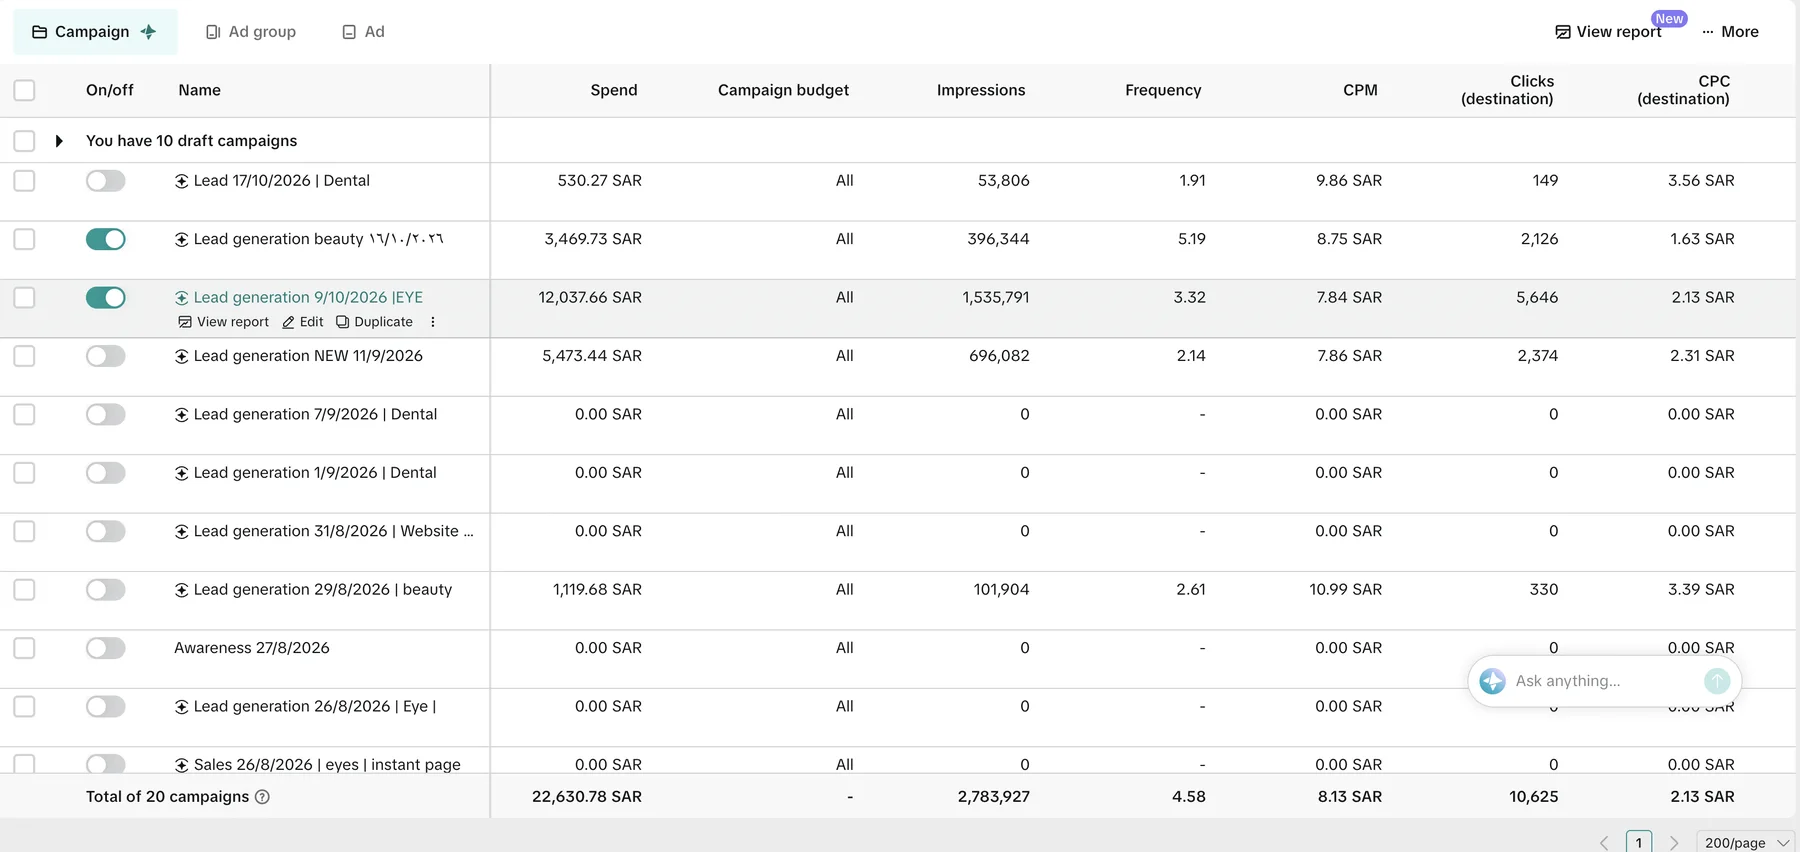 Campaign Ad group Ad View report New ··· More
On/off Name Spend Campaign budget Impressions Frequency CPM Clicks (destination) CPC (destination)
You have 10 draft campaigns
Lead 17/10/2026 | Dental 530.27 SAR All 53,806 1.91 9.86 SAR 149 3.56 SAR
Lead generation beauty ١٦/١٠/٢٠٢٦ 3,469.73 SAR All 396,344 5.19 8.75 SAR 2,126 1.63 SAR
Lead generation 9/10/2026 |EYE 12,037.66 SAR All 1,535,791 3.32 7.84 SAR 5,646 2.13 SAR
View report Edit Duplicate
Lead generation NEW 11/9/2026 5,473.44 SAR All 696,082 2.14 7.86 SAR 2,374 2.31 SAR
Lead generation 7/9/2026 | Dental 0.00 SAR All 0 - 0.00 SAR 0 0.00 SAR
Lead generation 1/9/2026 | Dental 0.00 SAR All 0 - 0.00 SAR 0 0.00 SAR
Lead generation 31/8/2026 | Website ... 0.00 SAR All 0 - 0.00 SAR 0 0.00 SAR
Lead generation 29/8/2026 | beauty 1,119.68 SAR All 101,904 2.61 10.99 SAR 330 3.39 SAR
Awareness 27/8/2026 0.00 SAR All 0 - 0.00 SAR 0 0.00 SAR
Ask anything...
Lead generation 26/8/2026 | Eye | 0.00 SAR All 0 - 0.00 SAR 0 0.00 SAR
Sales 26/8/2026 | eyes | instant page 0.00 SAR All 0 - 0.00 SAR 0 0.00 SAR
Total of 20 campaigns 22,630.78 SAR - 2,783,927 4.58 8.13 SAR 10,625 2.13 SAR
1 200/page